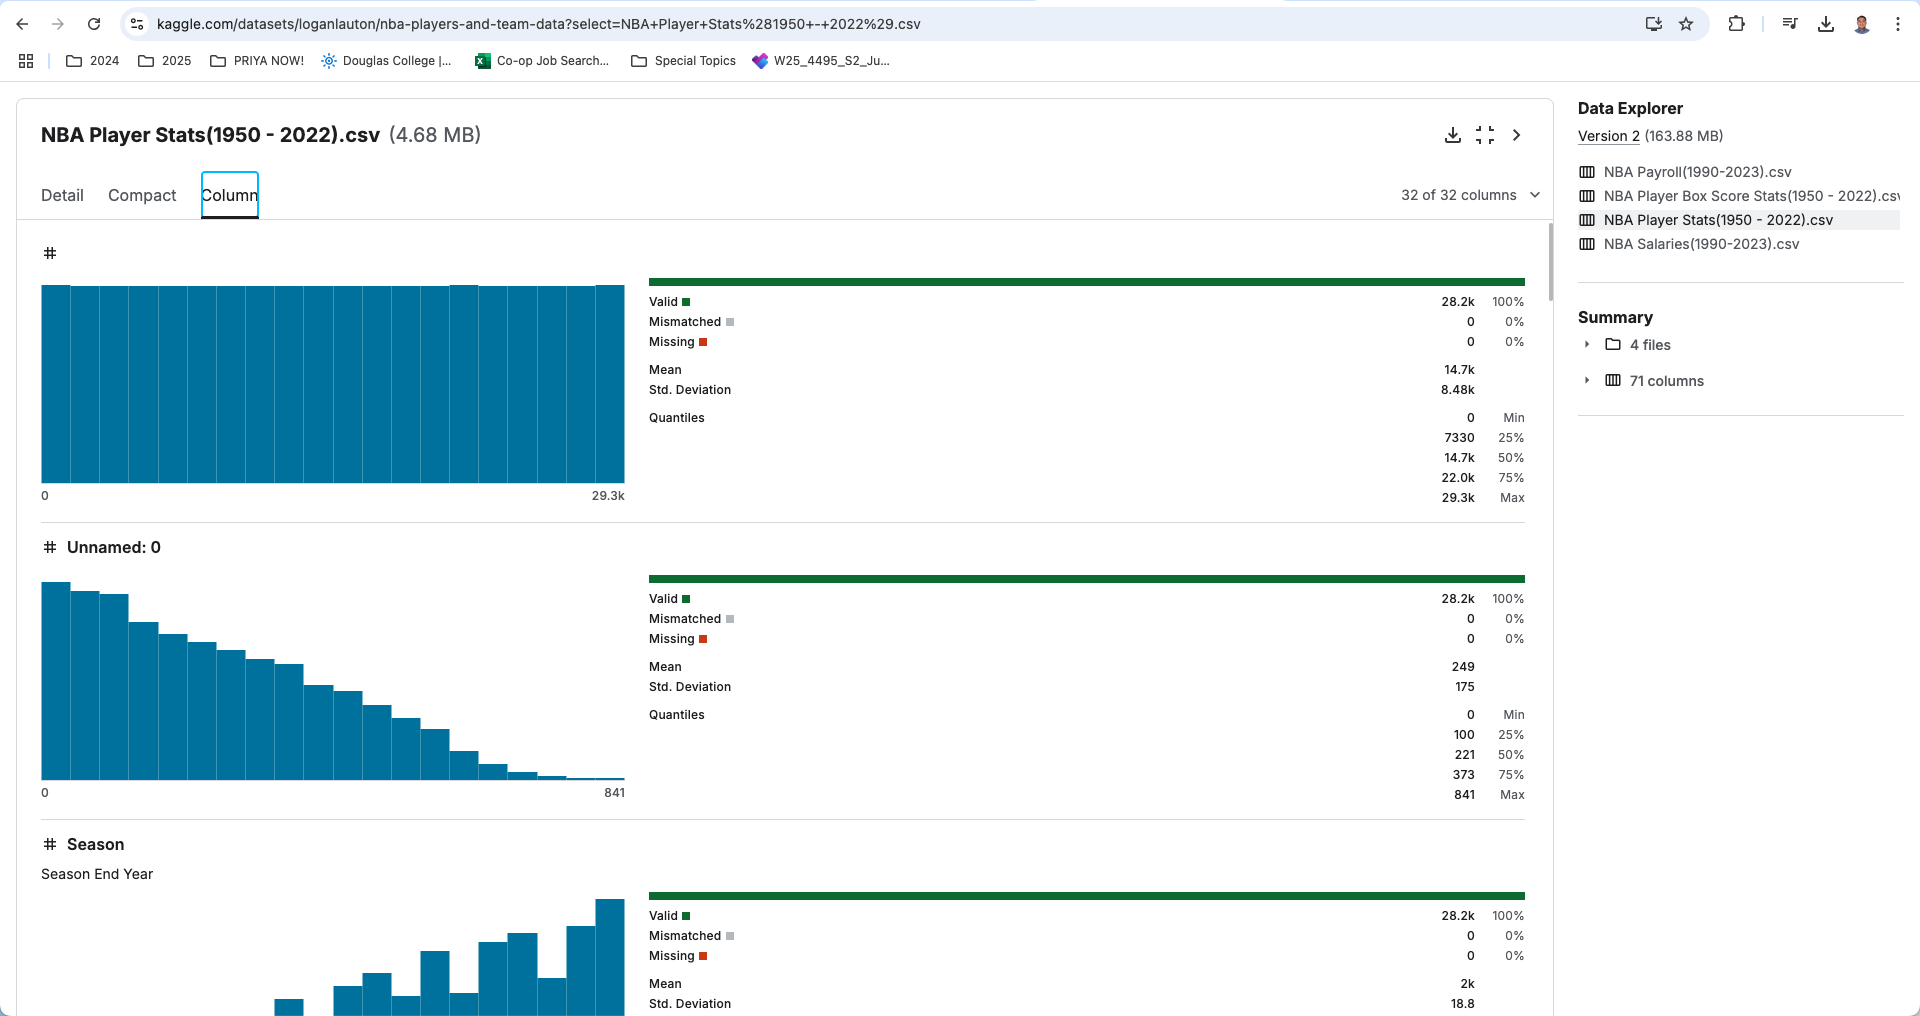 kaggle.com/datasets/loganlauton/nba-players-and-team-data?select=NBA+Player+Stats%281950+-+2022%29.csv
2024 2025 PRIYA NOW! Douglas College |... Co-op Job Search... Special Topics W25_4495_S2_Ju...
NBA Player Stats(1950 - 2022).csv (4.68 MB)
Detail Compact Column 32 of 32 columns
#
Valid 28.2k 100%
Mismatched 0 0%
Missing 0 0%
Mean 14.7k
Std. Deviation 8.48k
Quantiles 0 Min
7330 25%
14.7k 50%
22.0k 75%
29.3k Max
0 29.3k
# Unnamed: 0
Valid 28.2k 100%
Mismatched 0 0%
Missing 0 0%
Mean 249
Std. Deviation 175
Quantiles 0 Min
100 25%
221 50%
373 75%
841 Max
0 841
# Season
Season End Year
Valid 28.2k 100%
Mismatched 0 0%
Missing 0 0%
Mean 2k
Std. Deviation 18.8
Data Explorer
Version 2 (163.88 MB)
NBA Payroll(1990-2023).csv
NBA Player Box Score Stats(1950 - 2022).csv
NBA Player Stats(1950 - 2022).csv
NBA Salaries(1990-2023).csv
Summary
4 files
71 columns